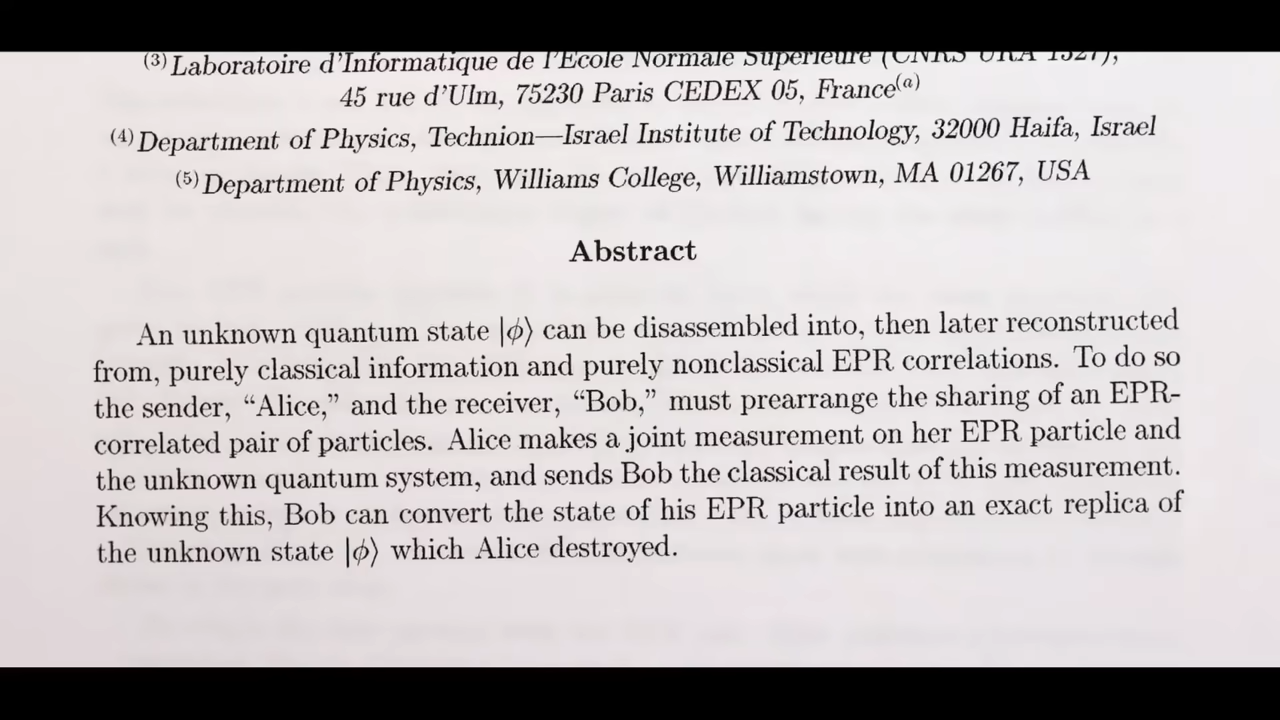 (3) Laboratoire d'Informatique de l'Ecole Normale Supérieure (CNRS URA 1327),
45 rue d'Ulm, 75230 Paris CEDEX 05, France(a)
(4) Department of Physics, Technion—Israel Institute of Technology, 32000 Haifa, Israel
(5) Department of Physics, Williams College, Williamstown, MA 01267, USA
Abstract
An unknown quantum state |ϕ⟩ can be disassembled into, then later reconstructed
from, purely classical information and purely nonclassical EPR correlations. To do so
the sender, “Alice,” and the receiver, “Bob,” must prearrange the sharing of an EPR-
correlated pair of particles. Alice makes a joint measurement on her EPR particle and
the unknown quantum system, and sends Bob the classical result of this measurement.
Knowing this, Bob can convert the state of his EPR particle into an exact replica of
the unknown state |ϕ⟩ which Alice destroyed.